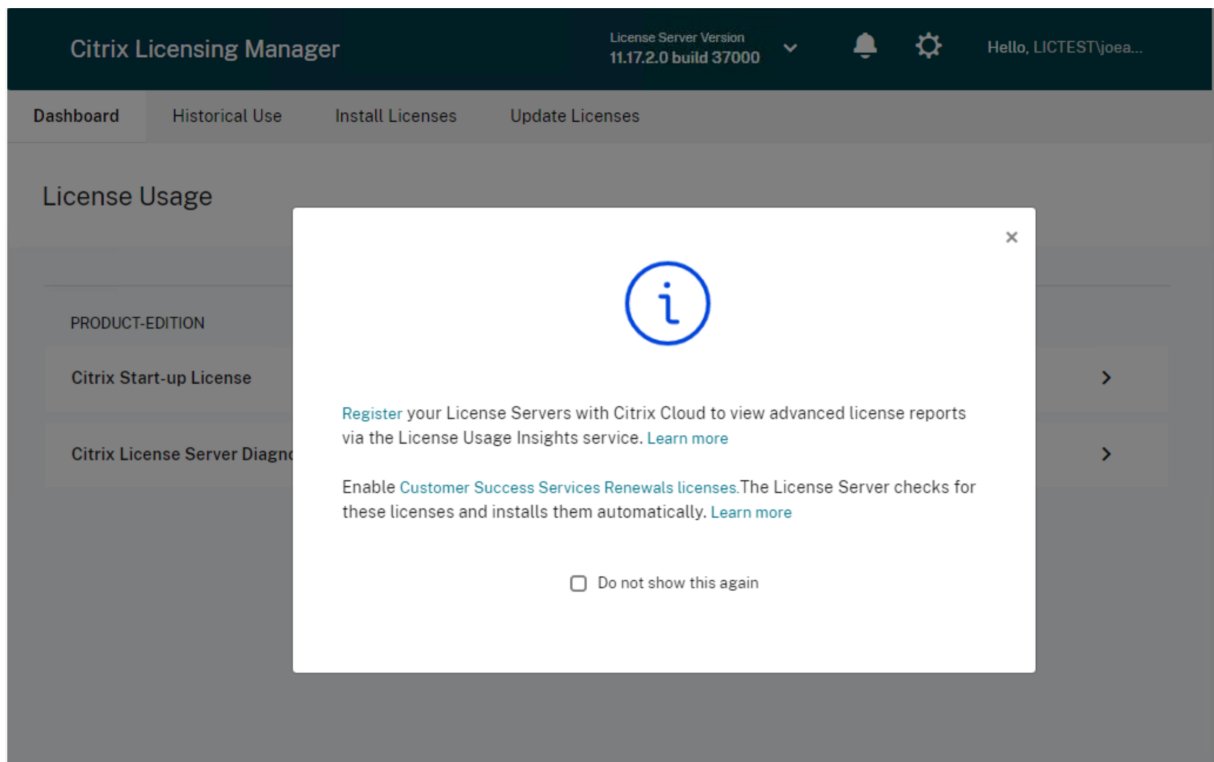 Citrix Licensing Manager
License Server Version
11.17.2.0 build 37000
Hello, LICTEST\joea...
Dashboard
Historical Use
Install Licenses
Update Licenses
License Usage
PRODUCT-EDITION
Citrix Start-up License
Citrix License Server Diagno
Register your License Servers with Citrix Cloud to view advanced license reports
via the License Usage Insights service. Learn more
Enable Customer Success Services Renewals licenses.The License Server checks for
these licenses and installs them automatically. Learn more
Do not show this again